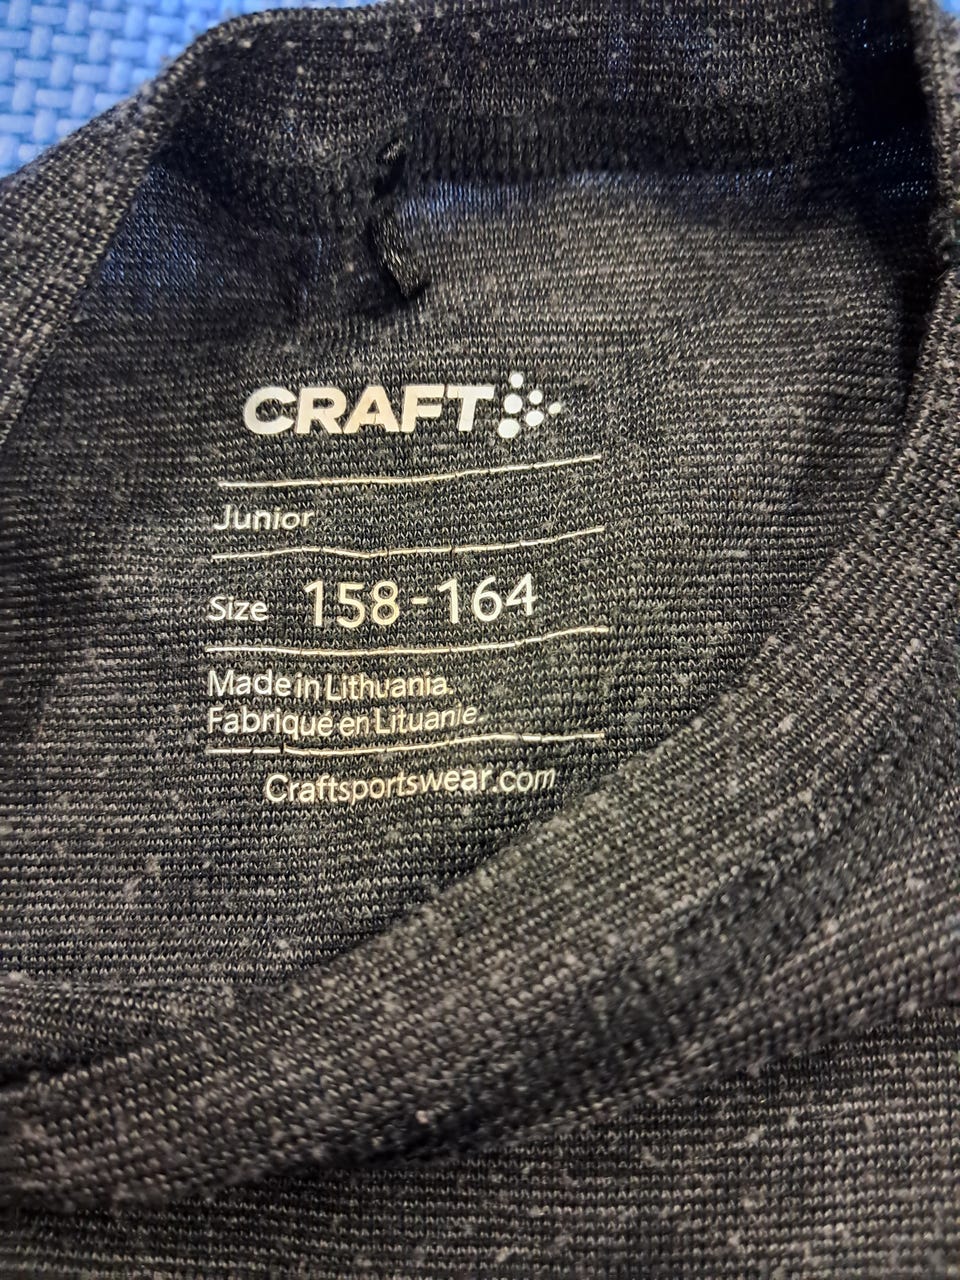 CRAFT
Junior
Size 158-164
Made in Lithuania.
Fabriqué en Lituanie.
Craftsportswear.com